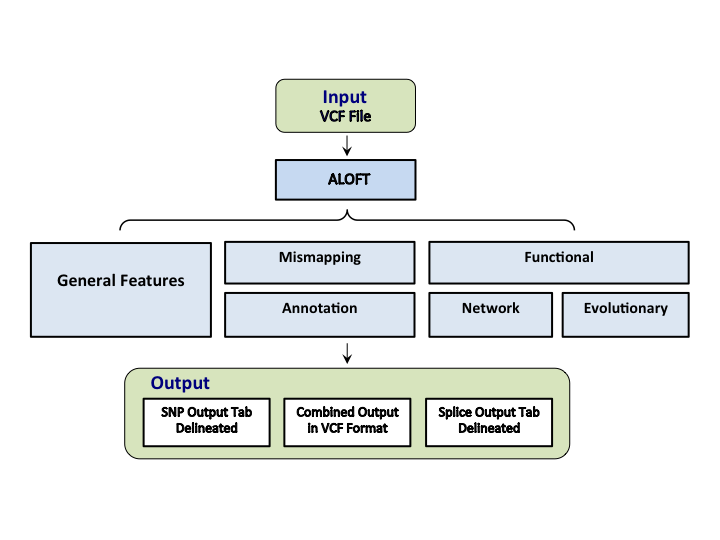 Input
VCF File
ALOFT
General Features
Mismapping
Functional
Annotation
Network
Evolutionary
Output
SNP Output Tab
Delineated
Combined Output
in VCF Format
Splice Output Tab
Delineated